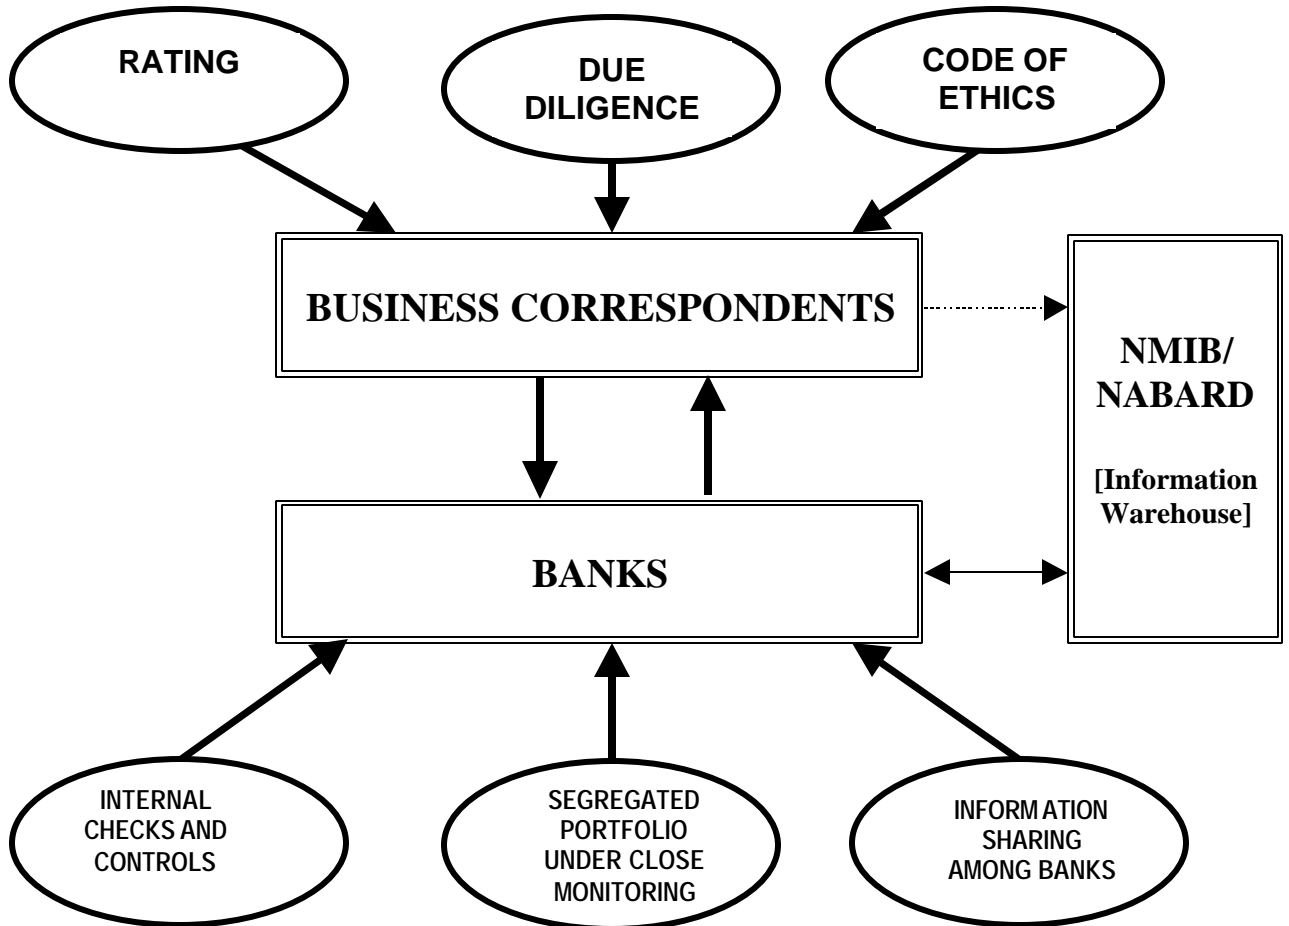 RATING
DUE
DILIGENCE
CODE OF
ETHICS
BUSINESS CORRESPONDENTS
NMIB/
NABARD
[Information
Warehouse]
BANKS
INTERNAL
CHECKS AND
CONTROLS
SEGREGATED
PORTFOLIO
UNDER CLOSE
MONITORING
INFORMATION
SHARING
AMONG BANKS